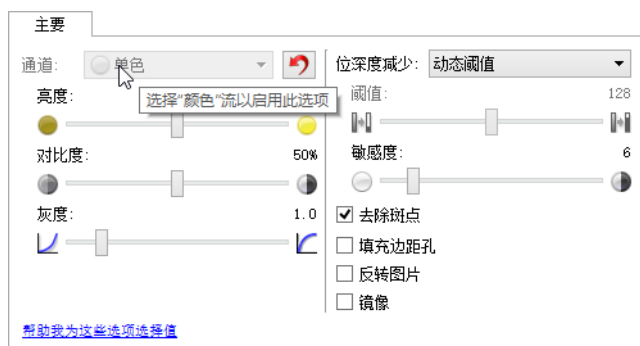 主要
通道:
单色
选择“颜色”流以启用此选项
亮度:
对比度:
50%
灰度:
1.0
帮助我为这些选项选择值
位深度减少:
动态阈值
阈值:
128
敏感度:
6
去除斑点
填充边距孔
反转图片
镜像